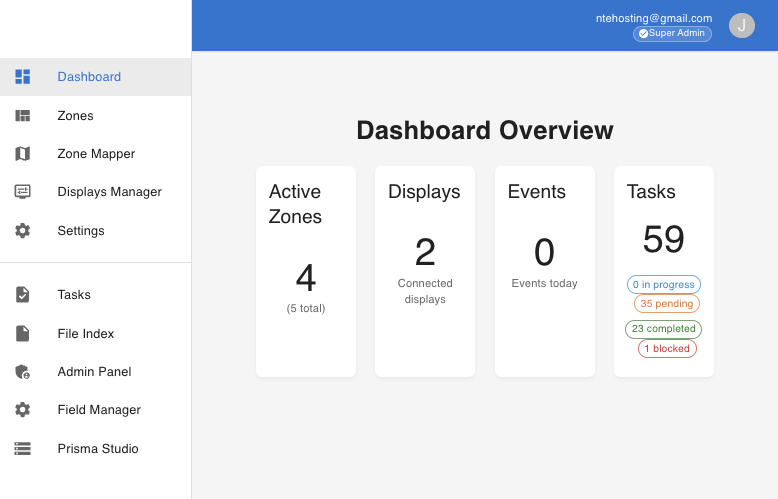 ntehosting@gmail.com
Super Admin
J
Dashboard
Zones
Zone Mapper
Displays Manager
Settings
Tasks
File Index
Admin Panel
Field Manager
Prisma Studio
Dashboard Overview
Active
Zones
4
(5 total)
Displays
2
Connected
displays
Events
0
Events today
Tasks
59
0 in progress
35 pending
23 completed
1 blocked